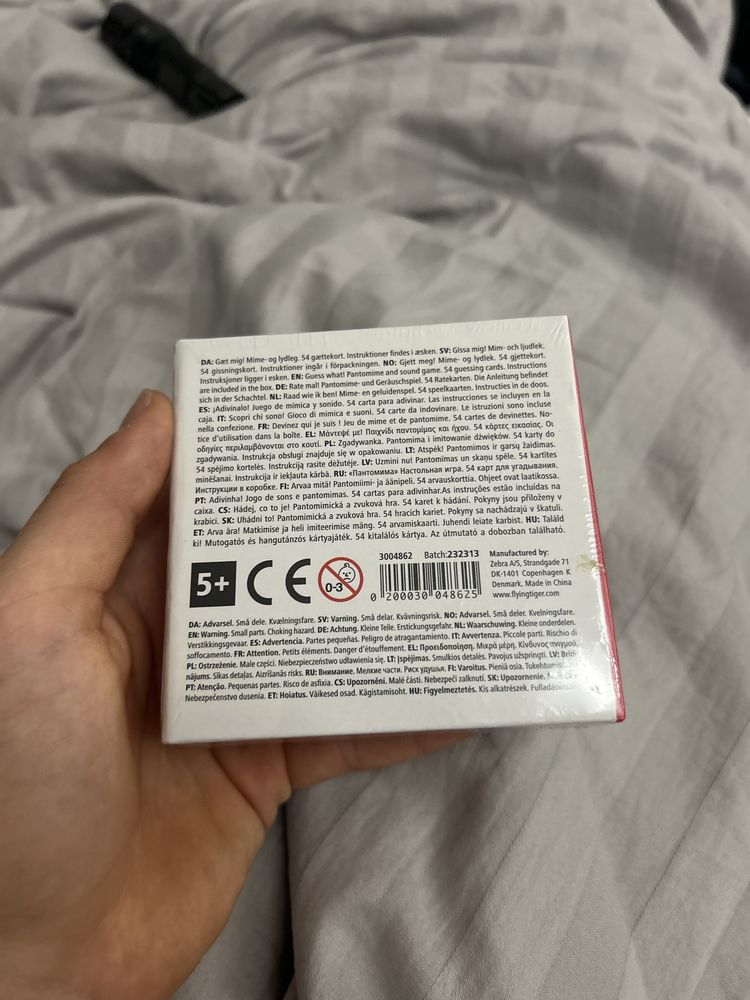 DA: Gæt mig! Mime- og lydleg. 54 gættekort. Instruktioner findes i æsken. SV: Gissa mig! Mim- och ljudlek.
54 gissningskort. Instruktioner ingår i förpackningen. NO: Gjett meg! Mime- og lydlek. 54 gjettekort.
Instruksjoner ligger i esken. EN: Guess what! Pantomime and sound game. 54 guessing cards. Instructions
are included in the box. DE: Rate mal! Pantomime- und Geräuschspiel. 54 Ratekarten. Die Anleitung befindet
sich in der Schachtel. NL: Raad wie ik ben! Mime- en geluidenspel. 54 speelkaarten. Instructies in de doos.
ES: ¡Adivínalo! Juego de mímica y sonido. 54 carta para adivinar. Las instrucciones se incluyen en la
caja. IT: Scopri chi sono! Gioco di mimica e suoni. 54 carte da indovinare. Le istruzioni sono incluse
nella confezione. FR: Devinez qui je suis ! Jeu de mime et de pantomime. 54 cartes de devinettes. No-
tice d'utilisation dans la boîte. EL: Μάντεψέ με! Παιχνίδι παντομίμας και ήχου. 54 κάρτες εικασίας. Οι
οδηγίες περιλαμβάνονται στο κουτί. PL: Zgadywanka. Pantomima i imitowanie dźwięków. 54 karty do
zgadywania. Instrukcja obsługi znajduje się w opakowaniu. LT: Atspėk! Pantomimos ir garsų žaidimas.
54 spėjimo kortelės. Instrukciją rasite dėžutėje. LV: Uzmini nu! Pantomīmas un skaņu spēle. 54 kartītes
minēšanai. Instrukcija ir iekļauta kārbā. RU: «Пантомима» Настольная игра. 54 карт для угадывания.
Инструкции в коробке. FI: Arvaa mitä! Pantomiimi- ja äänipeli. 54 arvauskorttia. Ohjeet ovat laatikossa.
PT: Adivinha! Jogo de sons e pantomimas. 54 cartas para adivinhar.As instruções estão incluídas na
caixa. CS: Hádej, co to je! Pantomimická a zvuková hra. 54 karet k hádání. Pokyny jsou přiloženy v
krabici. SK: Uhádni to! Pantomimická a zvuková hra. 54 hracích kariet. Pokyny sa nachádzajú v škatuli.
ET: Arva ära! Matkimise ja heli imiteerimise mäng. 54 arvamiskaarti. Juhendi leiate karbist. HU: Találd
ki! Mutogatós és hangutánzós kártyajáték. 54 kitalálós kártya. Az útmutató a dobozban található.
5+
CE
0-3
3004862 Batch:232313
0 200030 048625
Manufactured by:
Zebra A/S, Strandgade 71
DK-1401 Copenhagen K
Denmark. Made in China
www.flyingtiger.com
DA: Advarsel. Små dele. Kvælningsfare. SV: Varning. Små delar. Kvävningsrisk. NO: Advarsel. Små deler. Kvelningsfare.
EN: Warning. Small parts. Choking hazard. DE: Achtung. Kleine Teile. Erstickungsgefahr. NL: Waarschuwing. Kleine onderdelen.
Verstikkingsgevaar. ES: Advertencia. Partes pequeñas. Peligro de atragantamiento. IT: Avvertenza. Piccole parti. Rischio di
soffocamento. FR: Attention. Petits éléments. Danger d'étouffement. EL: Προειδοποίηση. Μικρά μέρη. Κίνδυνος πνιγμού.
PL: Ostrzeżenie. Małe części. Niebezpieczeństwo udławienia się. LT: Įspėjimas. Smulkios detalės. Pavojus užspringti. LV: Brīdi-
nājums. Sīkas detaļas. Aizrīšanās risks. RU: Внимание. Мелкие части. Риск удушья. FI: Varoitus. Pieniä osia.
PT: Atenção. Pequenas partes. Risco de asfixia. CS: Upozornění. Malé části. Nebezpečí zalknutí. SK: Upozornenie. Malé
Nebezpečenstvo dusenia. ET: Hoiatus. Väikesed osad. Kägistamisoht. HU: Figyelmeztetés. Kis alkatrészek.